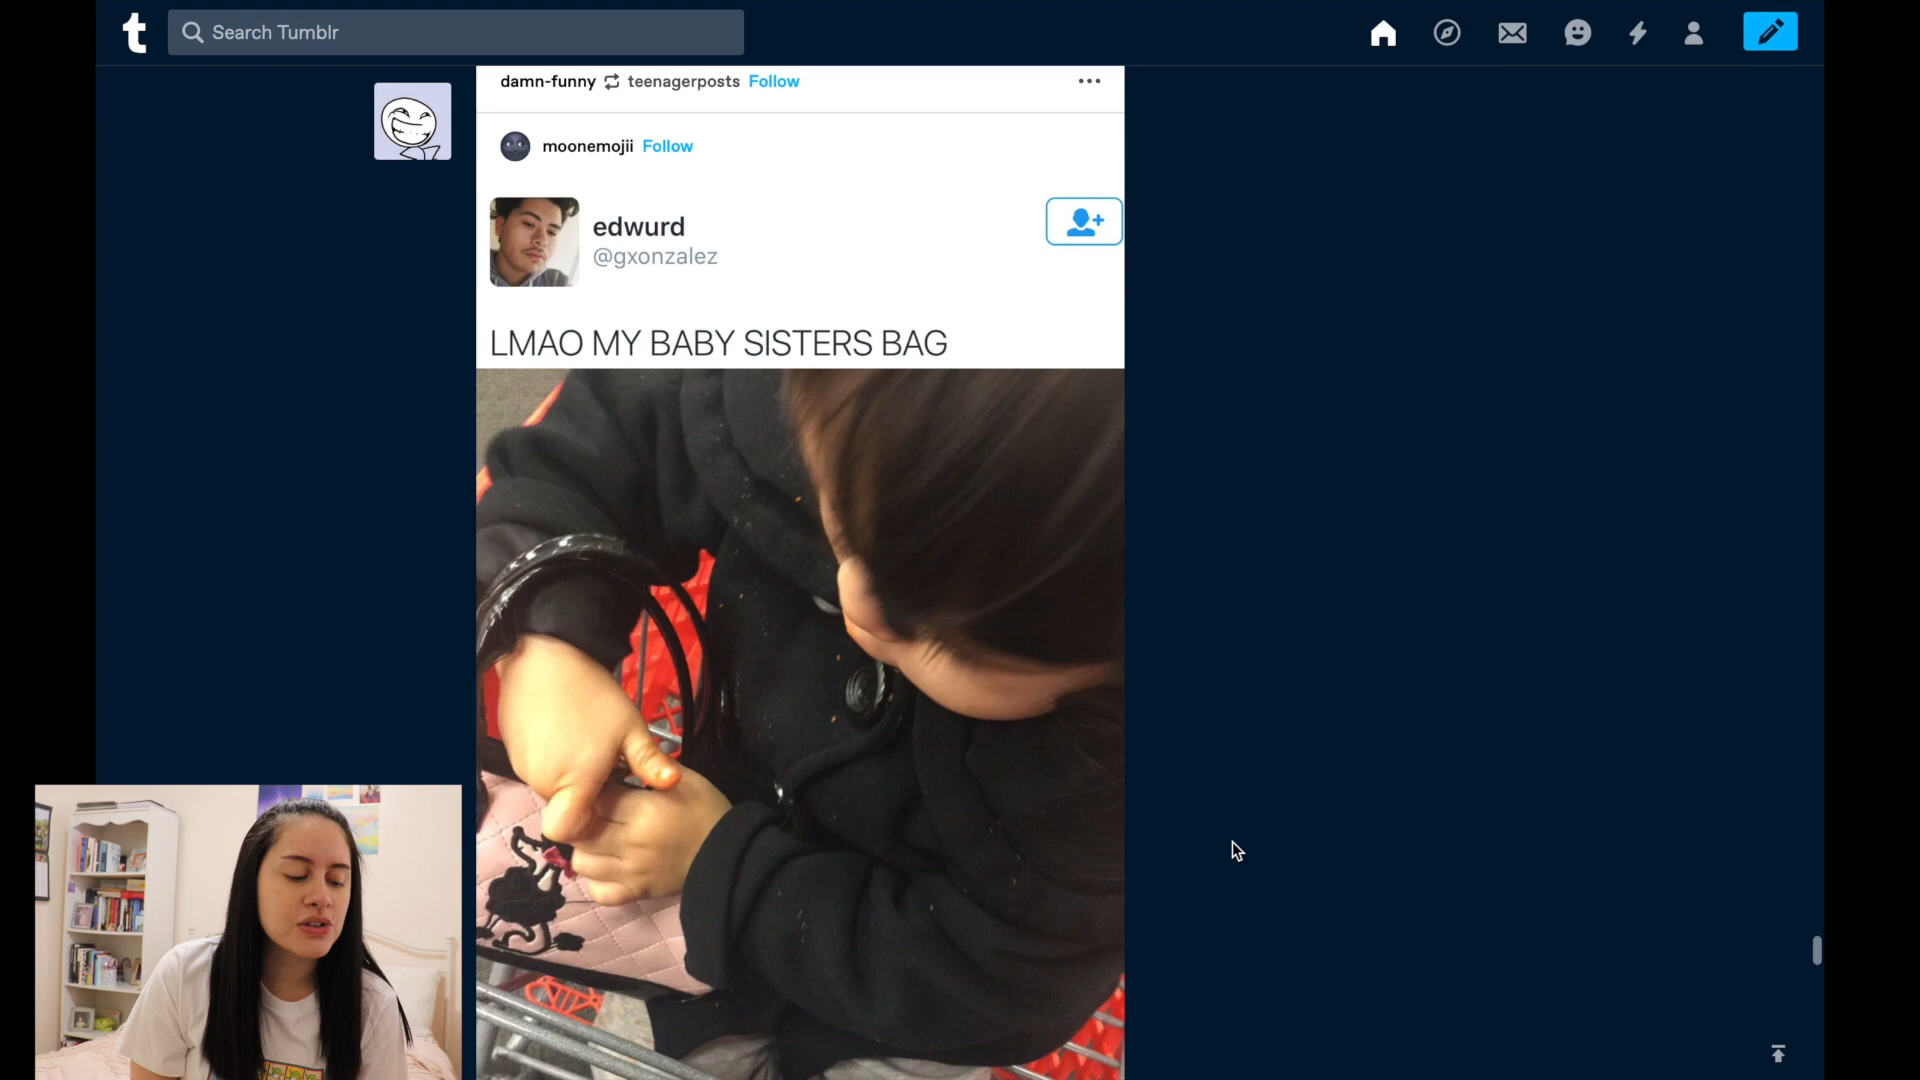 Search Tumblr
damn-funny teenagerposts Follow
moonemojii Follow
edwurd
@gxonzalez
LMAO MY BABY SISTERS BAG